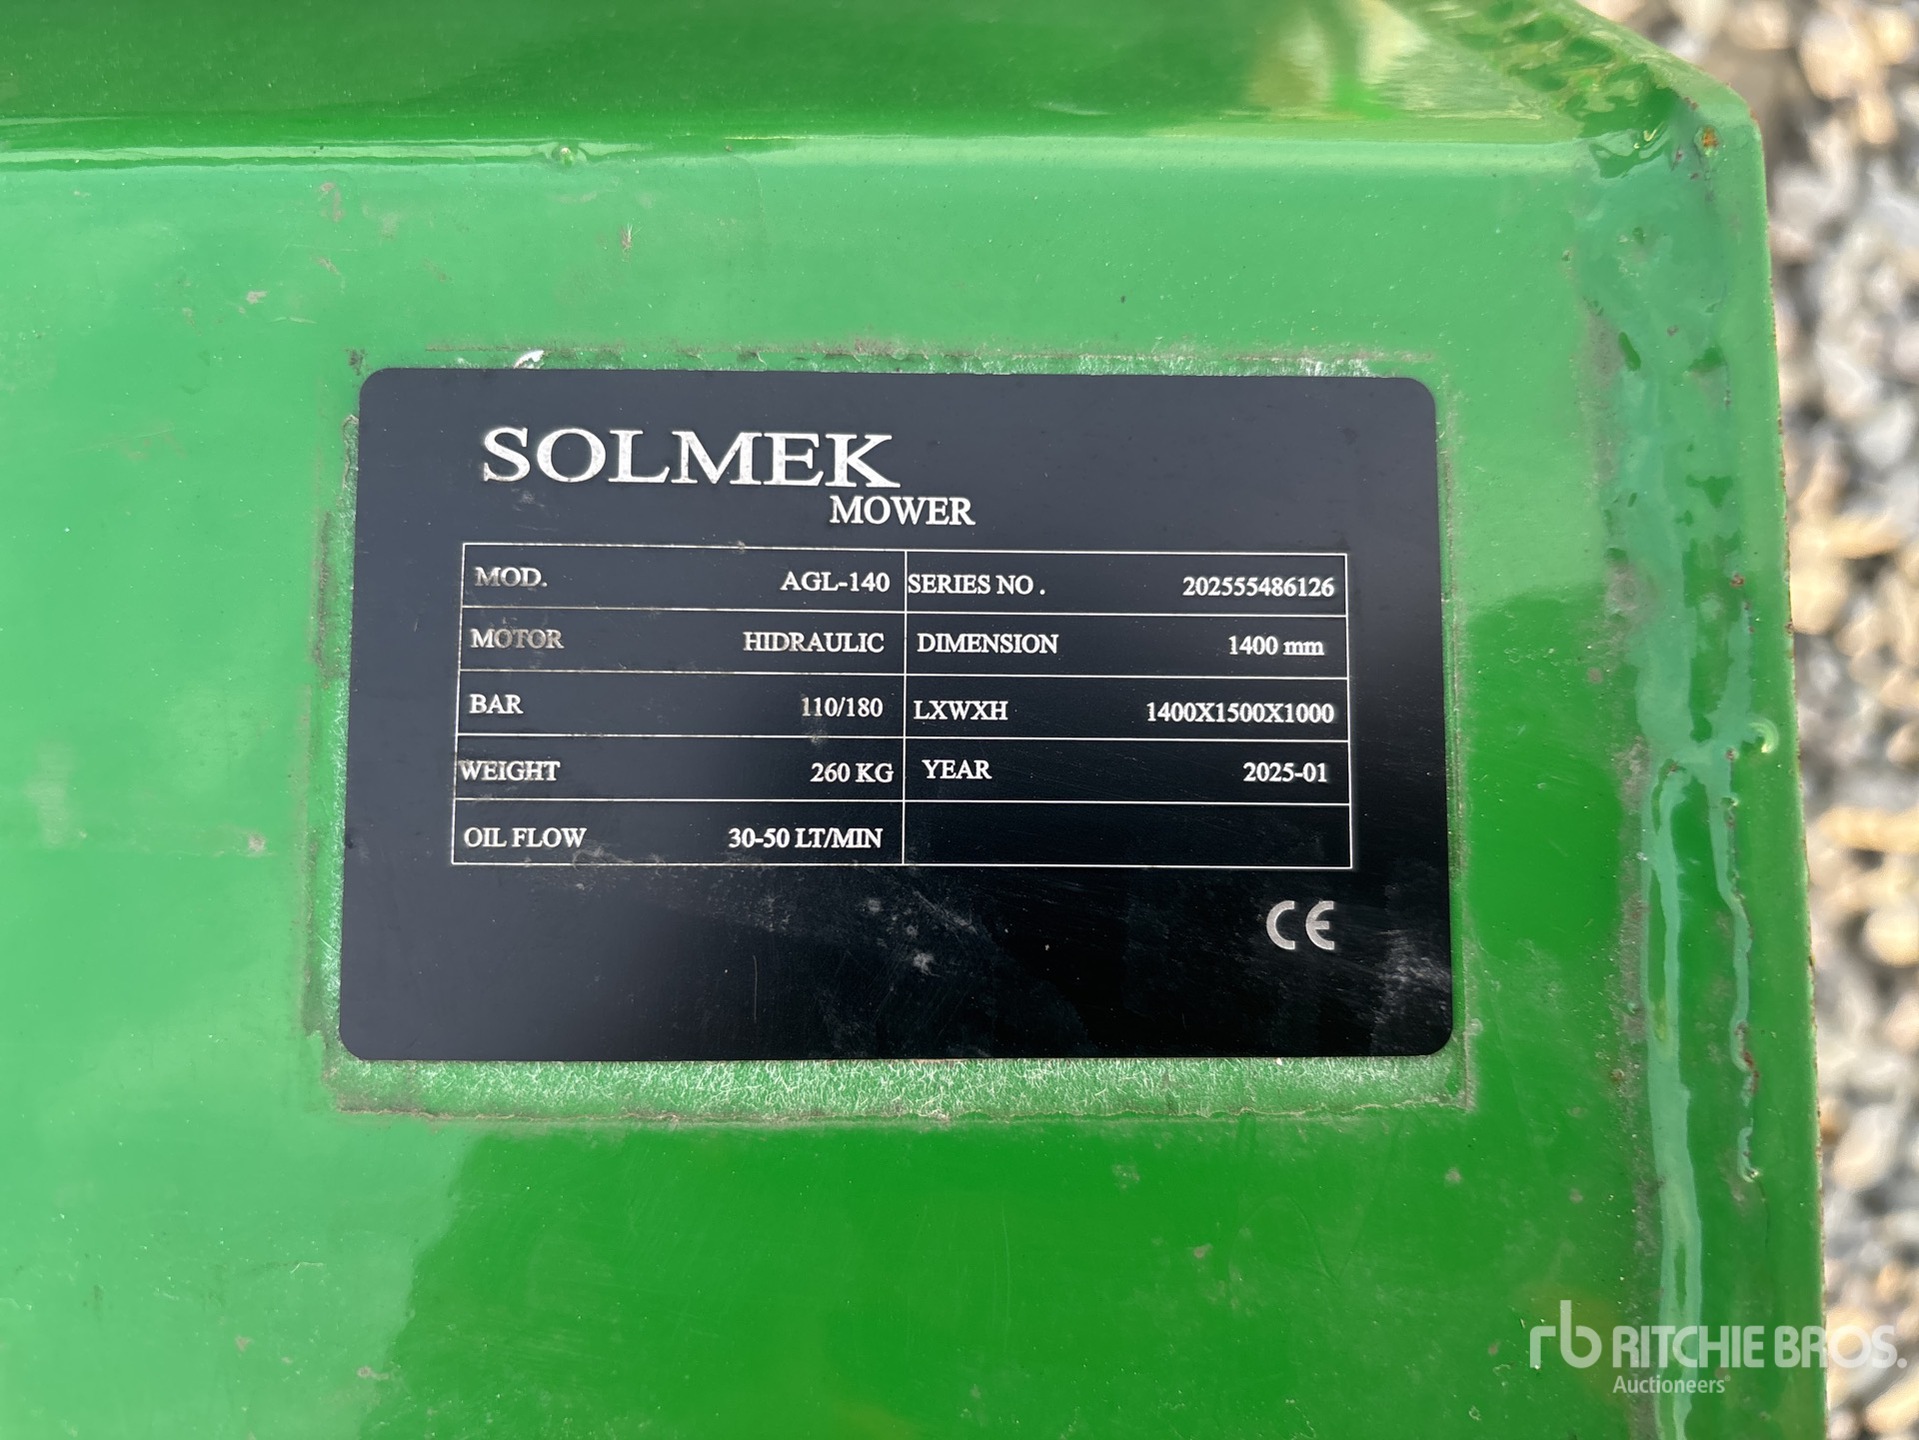 SOLMEK
MOWER
MOD. AGL-140 SERIES NO . 202555486126
MOTOR HIDRAULIC DIMENSION 1400 mm
BAR 110/180 LXWXH 1400X1500X1000
WEIGHT 260 KG YEAR 2025-01
OIL FLOW 30-50 LT/MIN
CE
rb RITCHIE BROS.
Auctioneers